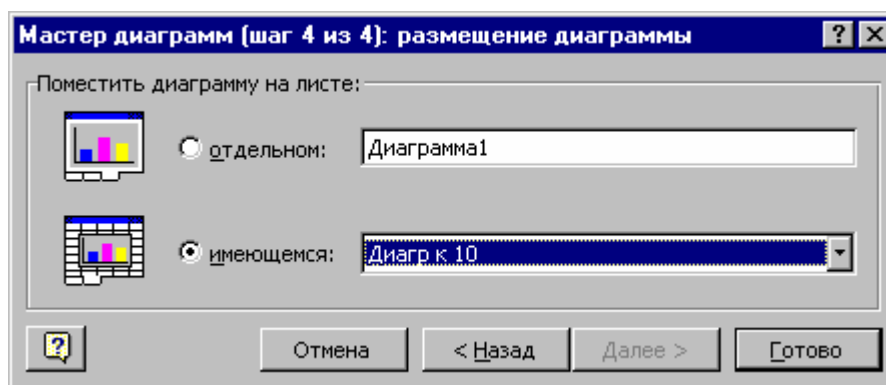 Мастер диаграмм (шаг 4 из 4): размещение диаграммы
Поместить диаграмму на листе:
отдельном: Диаграмма1
имеющемся: Диагр к 10
Отмена < Назад Далее > Готово